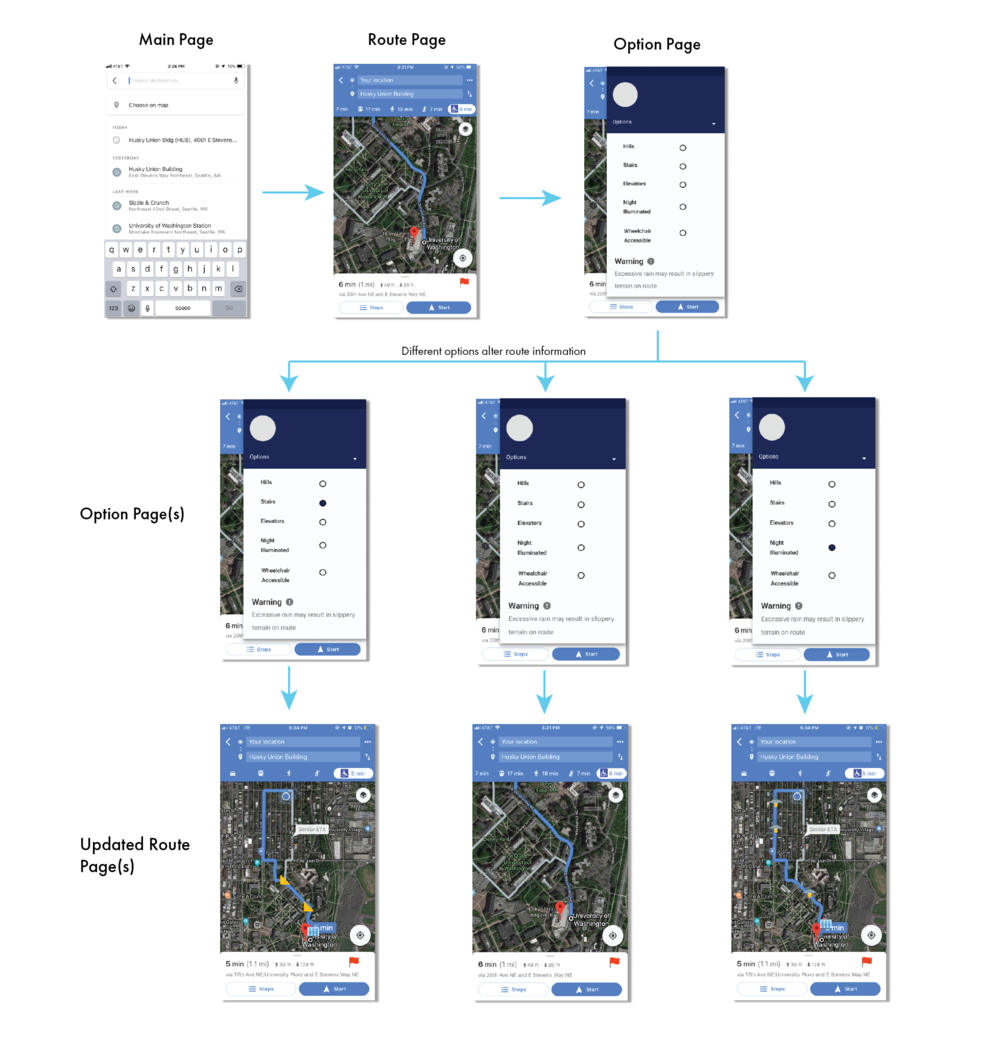 Main Page
Route Page
Option Page
2:26 PM
Choose destination...
Choose on map
TODAY
Husky Union Bldg (HUB), 4001 E Stevens...
YESTERDAY
Husky Union Building
East Stevens Way Northeast, Seattle, WA
LAST WEEK
Sizzle & Crunch
Northeast 42nd Street, Seattle, WA
University of Washington Station
Montlake Boulevard Northeast, Seattle, WA
q w e r t y u i o p
a s d f g h j k l
z x c v b n m
123 space Go
3:21 PM
Your location
Husky Union Building
7 min 17 min 18 min 7 min 6 min
University of
Washington
6 min (1 mi)
via 20th Ave NE and E Stevens Way NE
Steps Start
Options
Hills
Stairs
Elevators
Night
Illuminated
Wheelchair
Accessible
Warning
Excessive rain may result in slippery
terrain on route
6 min
Steps Start
Different options alter route information
Option Page(s)
7 min
Options
Hills
Stairs
Elevators
Night
Illuminated
Wheelchair
Accessible
Warning
Excessive rain may result in slippery
terrain on route
6 min
Steps Start
Options
Hills
Stairs
Elevators
Night
Illuminated
Wheelchair
Accessible
Warning
Excessive rain may result in slippery
terrain on route
6 min
Steps Start
7 min
Options
Hills
Stairs
Elevators
Night
Illuminated
Wheelchair
Accessible
Warning
Excessive rain may result in slippery
terrain on route
6 min
Steps Start
Updated Route
Page(s)
5:34 PM
Your location
Husky Union Building
5 min
Similar ETA
min
Washington
5 min (1.1 mi)
via 17th Ave NE/University Pkwy and E Stevens Way NE
Steps Start
3:21 PM
Your location
Husky Union Building
7 min 17 min 18 min 7 min 6 min
University of
Washington
6 min (1 mi)
via 20th Ave NE and E Stevens Way NE
Steps Start
5:34 PM
Your location
Husky Union Building
5 min
Similar ETA
min
Washington
5 min (1.1 mi)
via 17th Ave NE/University Pkwy and E Stevens Way NE
Steps Start